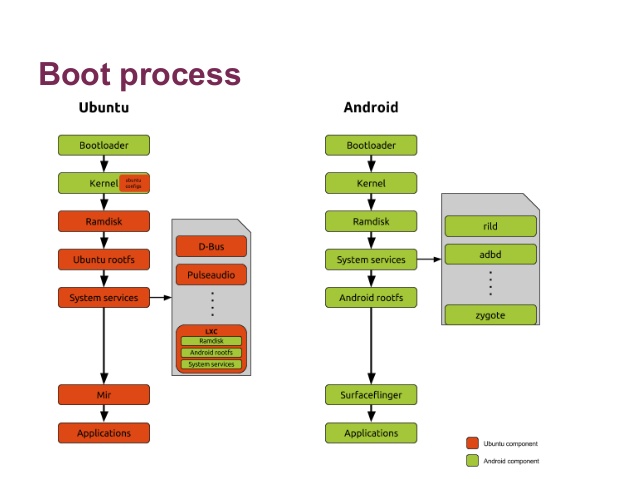 Boot process
Ubuntu
Bootloader
Kernel
ubuntu
configs
Ramdisk
Ubuntu rootfs
System services
Mir
Applications
D-Bus
Pulseaudio
LXC
Ramdisk
Android rootfs
System services
Android
Bootloader
Kernel
Ramdisk
System services
Android rootfs
Surfaceflinger
Applications
rild
adbd
zygote
Ubuntu component
Android component